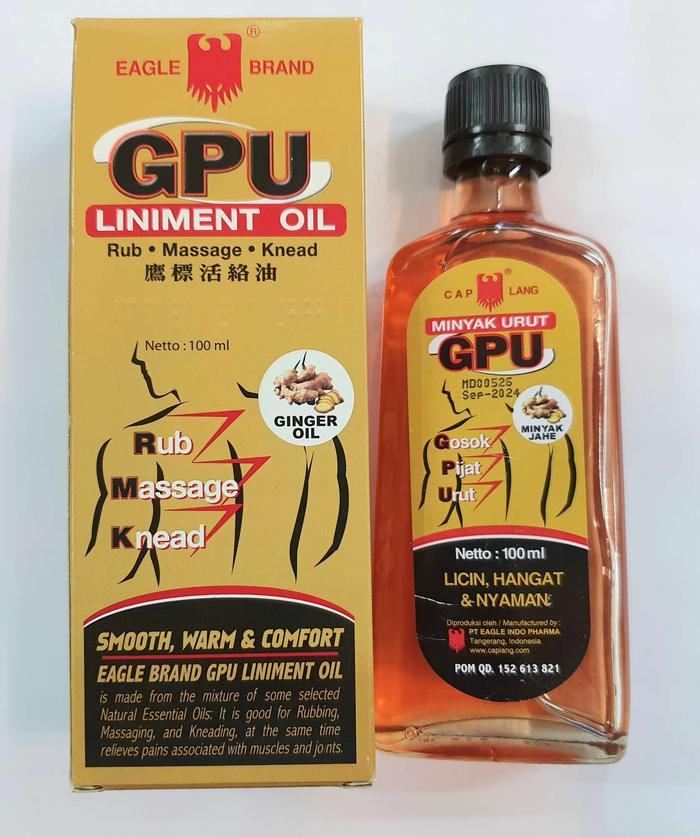 EAGLE BRAND
®
GPU
LINIMENT OIL
Rub • Massage • Knead
鷹標活絡油
Netto : 100 ml
GINGER
OIL
Rub
Massage
Knead
SMOOTH, WARM & COMFORT
EAGLE BRAND GPU LINIMENT OIL
is made from the mixture of some selected
Natural Essential Oils. It is good for Rubbing,
Massaging, and Kneading, at the same time
relieves pains associated with muscles and joints.
CAP LANG
®
MINYAK URUT
GPU
MD00526
Sep-2024
MINYAK
JAHE
Gosok
Pijat
Urut
Netto : 100 ml
LICIN, HANGAT
& NYAMAN
Diproduksi oleh / Manufactured by :
PT EAGLE INDO PHARMA
Tangerang, Indonesia
www.caplang.com
POM QD. 152 613 821